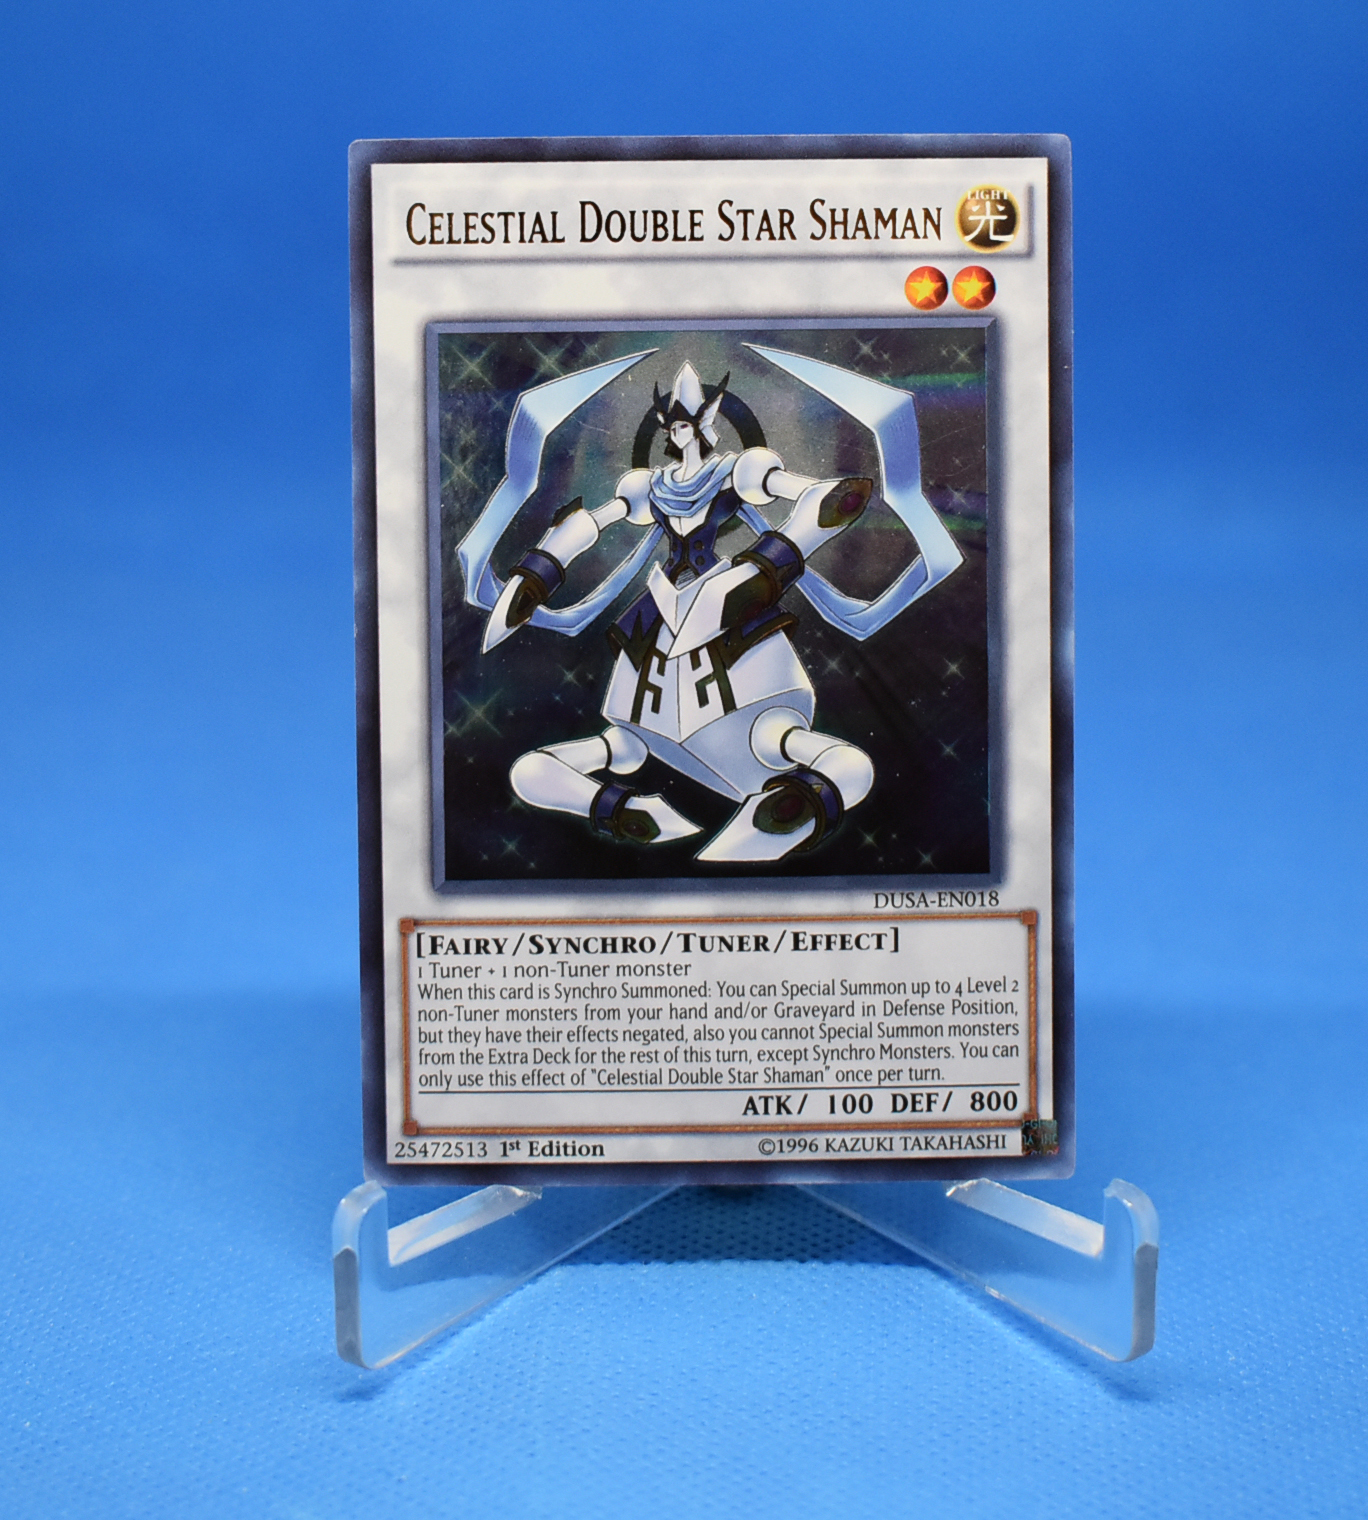 CELESTIAL DOUBLE STAR SHAMAN
LIGHT
光
DUSA-EN018
[FAIRY/SYNCHRO/TUNER/EFFECT]
1 Tuner + 1 non-Tuner monster
When this card is Synchro Summoned: You can Special Summon up to 4 Level 2
non-Tuner monsters from your hand and/or Graveyard in Defense Position,
but they have their effects negated, also you cannot Special Summon monsters
from the Extra Deck for the rest of this turn, except Synchro Monsters. You can
only use this effect of "Celestial Double Star Shaman" once per turn.
ATK/ 100 DEF/ 800
25472513 1st Edition ©1996 KAZUKI TAKAHASHI